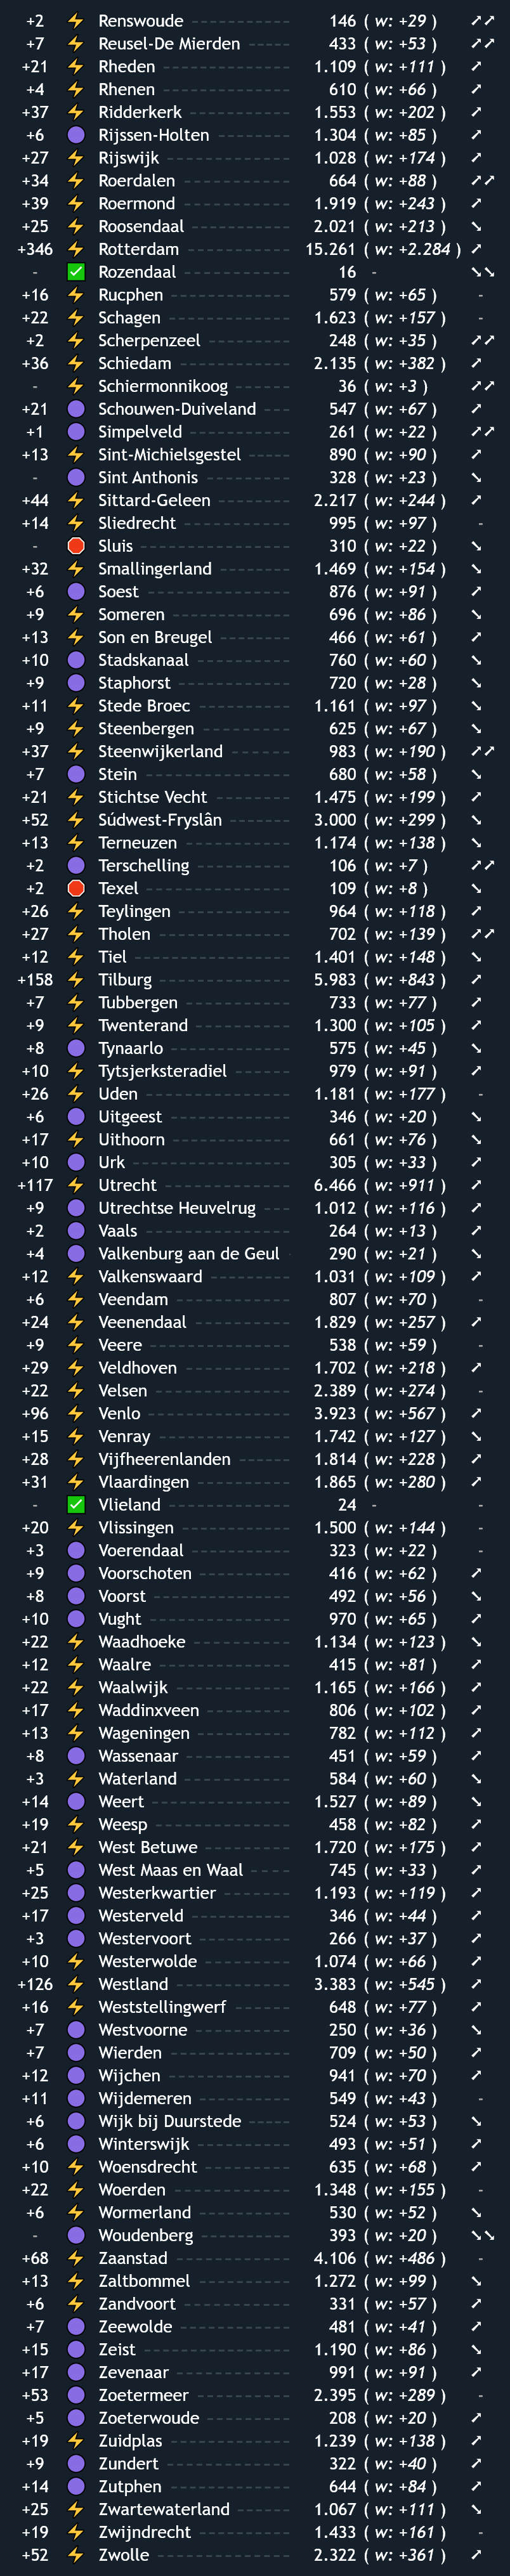 +2 ⚡ Renswoude 146 ( w: +29 ) ↗↗
+7 ⚡ Reusel-De Mierden 433 ( w: +53 ) ↗↗
+21 ⚡ Rheden 1.109 ( w: +111 ) ↗
+4 ⚡ Rhenen 610 ( w: +66 ) ↗
+37 ⚡ Ridderkerk 1.553 ( w: +202 ) ↗
+6 🟣 Rijssen-Holten 1.304 ( w: +85 ) ↗
+27 ⚡ Rijswijk 1.028 ( w: +174 ) ↗
+34 ⚡ Roerdalen 664 ( w: +88 ) ↗↗
+39 ⚡ Roermond 1.919 ( w: +243 ) ↗
+25 ⚡ Roosendaal 2.021 ( w: +213 ) ↘
+346 ⚡ Rotterdam 15.261 ( w: +2.284 ) ↗
- ✅ Rozendaal 16 - ↘↘
+16 ⚡ Rucphen 579 ( w: +65 ) -
+22 ⚡ Schagen 1.623 ( w: +157 ) -
+2 ⚡ Scherpenzeel 248 ( w: +35 ) ↗↗
+36 ⚡ Schiedam 2.135 ( w: +382 ) ↗
- ⚡ Schiermonnikoog 36 ( w: +3 ) ↗↗
+21 🟣 Schouwen-Duiveland 547 ( w: +67 ) ↗
+1 🟣 Simpelveld 261 ( w: +22 ) ↗↗
+13 ⚡ Sint-Michielsgestel 890 ( w: +90 ) ↗
- 🟣 Sint Anthonis 328 ( w: +23 ) ↘
+44 ⚡ Sittard-Geleen 2.217 ( w: +244 ) ↗
+14 ⚡ Sliedrecht 995 ( w: +97 ) -
- 🛑 Sluis 310 ( w: +22 ) ↘
+32 ⚡ Smallingerland 1.469 ( w: +154 ) ↘
+6 🟣 Soest 876 ( w: +91 ) ↗
+9 ⚡ Someren 696 ( w: +86 ) ↘
+13 ⚡ Son en Breugel 466 ( w: +61 ) ↗
+10 🟣 Stadskanaal 760 ( w: +60 ) ↘
+9 🟣 Staphorst 720 ( w: +28 ) ↘
+11 ⚡ Stede Broec 1.161 ( w: +97 ) ↘
+9 ⚡ Steenbergen 625 ( w: +67 ) ↘
+37 ⚡ Steenwijkerland 983 ( w: +190 ) ↗↗
+7 🟣 Stein 680 ( w: +58 ) ↘
+21 ⚡ Stichtse Vecht 1.475 ( w: +199 ) ↗
+52 ⚡ Súdwest-Fryslân 3.000 ( w: +299 ) ↘
+13 ⚡ Terneuzen 1.174 ( w: +138 ) ↘
+2 🟣 Terschelling 106 ( w: +7 ) ↗↗
+2 🛑 Texel 109 ( w: +8 ) ↘
+26 ⚡ Teylingen 964 ( w: +118 ) ↗
+27 ⚡ Tholen 702 ( w: +139 ) ↗↗
+12 ⚡ Tiel 1.401 ( w: +148 ) ↘
+158 ⚡ Tilburg 5.983 ( w: +843 ) ↗
+7 ⚡ Tubbergen 733 ( w: +77 ) ↗
+9 ⚡ Twenterand 1.300 ( w: +105 ) ↗
+8 🟣 Tynaarlo 575 ( w: +45 ) ↘
+10 ⚡ Tytsjerksteradiel 979 ( w: +91 ) ↗
+26 ⚡ Uden 1.181 ( w: +177 ) -
+6 🟣 Uitgeest 346 ( w: +20 ) ↘
+17 ⚡ Uithoorn 661 ( w: +76 ) ↘
+10 🟣 Urk 305 ( w: +33 ) ↗
+117 ⚡ Utrecht 6.466 ( w: +911 ) ↗
+9 🟣 Utrechtse Heuvelrug 1.012 ( w: +116 ) ↗
+2 🟣 Vaals 264 ( w: +13 ) ↗
+4 🟣 Valkenburg aan de Geul 290 ( w: +21 ) ↘
+12 ⚡ Valkenswaard 1.031 ( w: +109 ) ↗
+6 ⚡ Veendam 807 ( w: +70 ) -
+24 ⚡ Veenendaal 1.829 ( w: +257 ) ↗
+9 ⚡ Veere 538 ( w: +59 ) -
+29 ⚡ Veldhoven 1.702 ( w: +218 ) ↗
+22 ⚡ Velsen 2.389 ( w: +274 ) -
+96 ⚡ Venlo 3.923 ( w: +567 ) ↗
+15 ⚡ Venray 1.742 ( w: +127 ) ↘
+28 ⚡ Vijfheerenlanden 1.814 ( w: +228 ) ↗
+31 ⚡ Vlaardingen 1.865 ( w: +280 ) ↗
- ✅ Vlieland 24 - -
+20 ⚡ Vlissingen 1.500 ( w: +144 ) -
+3 🟣 Voerendaal 323 ( w: +22 ) -
+9 🟣 Voorschoten 416 ( w: +62 ) ↗
+8 🟣 Voorst 492 ( w: +56 ) ↘
+10 🟣 Vught 970 ( w: +65 ) ↗
+22 ⚡ Waadhoeke 1.134 ( w: +123 ) ↘
+12 ⚡ Waalre 415 ( w: +81 ) ↗
+22 ⚡ Waalwijk 1.165 ( w: +166 ) ↗
+17 ⚡ Waddinxveen 806 ( w: +102 ) ↗
+13 ⚡ Wageningen 782 ( w: +112 ) ↗
+8 🟣 Wassenaar 451 ( w: +59 ) ↗
+3 ⚡ Waterland 584 ( w: +60 ) ↘
+14 🟣 Weert 1.527 ( w: +89 ) ↘
+19 ⚡ Weesp 458 ( w: +82 ) ↗
+21 ⚡ West Betuwe 1.720 ( w: +175 ) ↗
+5 🟣 West Maas en Waal 745 ( w: +33 ) ↗
+25 🟣 Westerkwartier 1.193 ( w: +119 ) ↗
+17 🟣 Westerveld 346 ( w: +44 ) ↗
+3 🟣 Westervoort 266 ( w: +37 ) ↗
+10 ⚡ Westerwolde 1.074 ( w: +66 ) ↗
+126 ⚡ Westland 3.383 ( w: +545 ) ↗
+16 ⚡ Weststellingwerf 648 ( w: +77 ) ↗
+7 🟣 Westvoorne 250 ( w: +36 ) ↘
+7 🟣 Wierden 709 ( w: +50 ) ↗
+12 🟣 Wijchen 941 ( w: +70 ) ↗
+11 🟣 Wijdemeren 549 ( w: +43 ) -
+6 🟣 Wijk bij Duurstede 524 ( w: +53 ) ↘
+6 🟣 Winterswijk 493 ( w: +51 ) ↗
+10 ⚡ Woensdrecht 635 ( w: +68 ) ↗
+22 ⚡ Woerden 1.348 ( w: +155 ) -
+6 ⚡ Wormerland 530 ( w: +52 ) ↘
- 🟣 Woudenberg 393 ( w: +20 ) ↘↘
+68 ⚡ Zaanstad 4.106 ( w: +486 ) -
+13 ⚡ Zaltbommel 1.272 ( w: +99 ) ↘
+6 ⚡ Zandvoort 331 ( w: +57 ) ↗
+7 🟣 Zeewolde 481 ( w: +41 ) ↗
+15 🟣 Zeist 1.190 ( w: +86 ) ↘
+17 🟣 Zevenaar 991 ( w: +91 ) ↗
+53 🟣 Zoetermeer 2.395 ( w: +289 ) -
+5 🟣 Zoeterwoude 208 ( w: +20 ) ↗
+19 ⚡ Zuidplas 1.239 ( w: +138 ) ↗
+9 🟣 Zundert 322 ( w: +40 ) ↗
+14 🟣 Zutphen 644 ( w: +84 ) ↗
+25 ⚡ Zwartewaterland 1.067 ( w: +111 ) ↘
+19 ⚡ Zwijndrecht 1.433 ( w: +161 ) -
+52 ⚡ Zwolle 2.322 ( w: +361 ) ↗